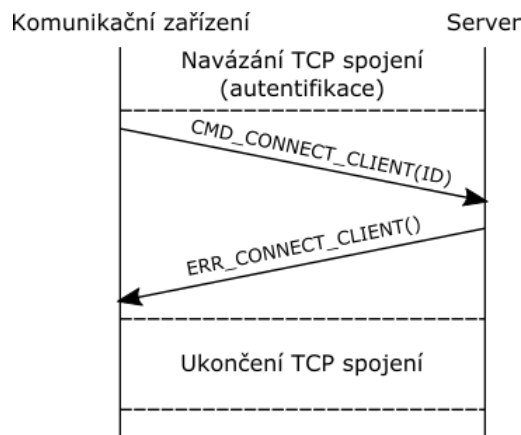 Komunikační zařízení
Server
Navázání TCP spojení
(autentifikace)
CMD_CONNECT_CLIENT(ID)
ERR_CONNECT_CLIENT()
Ukončení TCP spojení